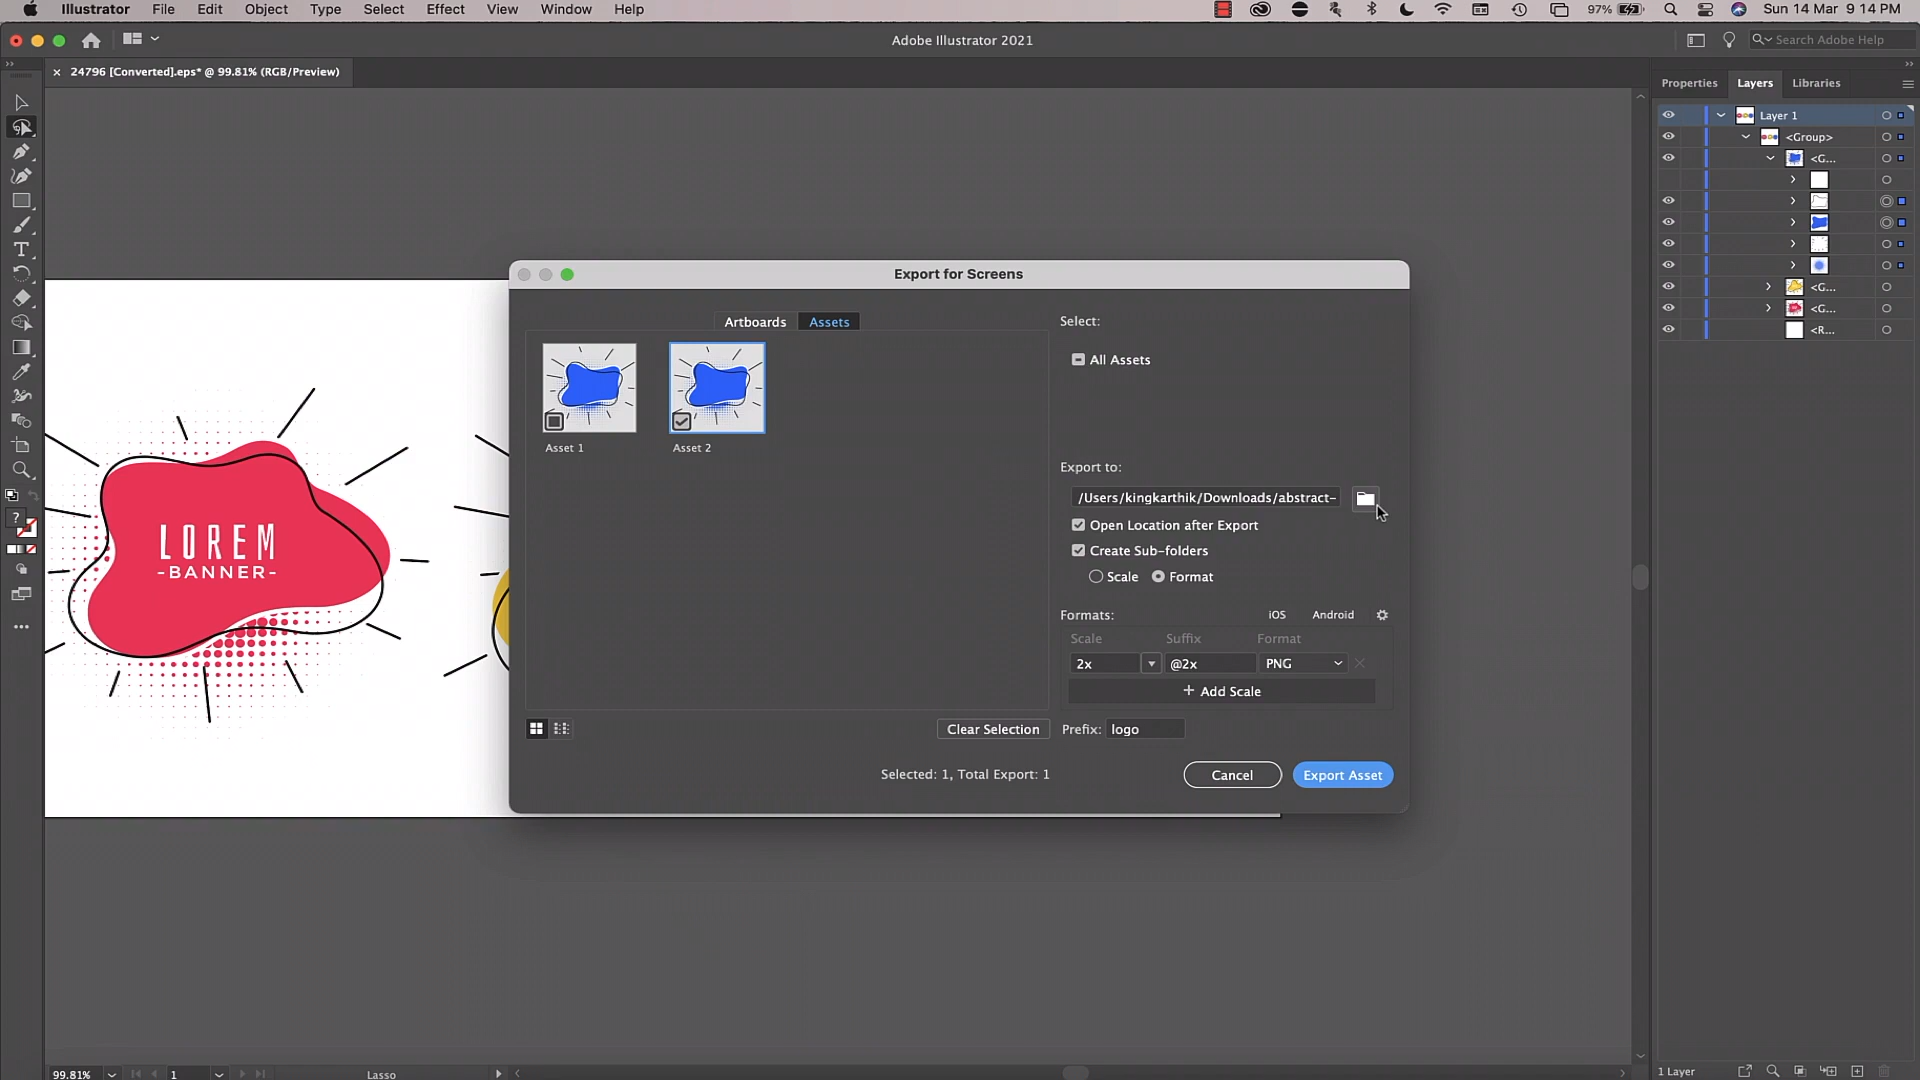 Illustrator File Edit Object Type Select Effect View Window Help 97% Sun 14 Mar 9 14 PM
Adobe Illustrator 2021
Search Adobe Help
× 24796 [Converted].eps* @ 99.81% (RGB/Preview)
Properties Layers Libraries
Layer 1
<Group>
<G...
<G...
<G...
<R...
LOREM
-BANNER-
Export for Screens
Artboards Assets
Asset 1
Asset 2
Select:
All Assets
Export to:
/Users/kingkarthik/Downloads/abstract-
Open Location after Export
Create Sub-folders
Scale Format
Formats: iOS Android
Scale Suffix Format
2x @2x PNG
+ Add Scale
Clear Selection
Prefix: logo
Selected: 1, Total Export: 1
Cancel
Export Asset
99.81% 1 Lasso
1 Layer